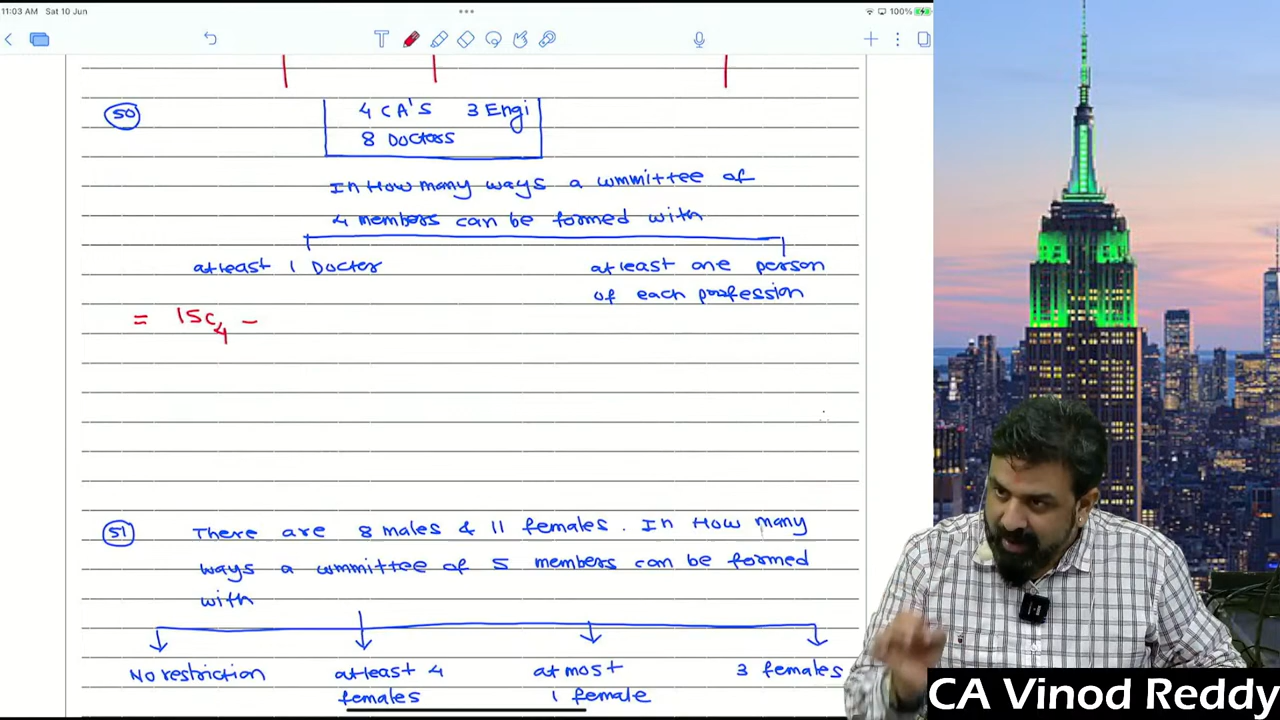 11:03 AM Sat 10 Jun
100%
50
4 CA'S 3 Engi
8 Doctors
In How many ways a committee of
4 members can be formed with
atleast 1 Doctor
atleast one person
of each profession
= 15C4 -
51 There are 8 males & 11 females. In How many
ways a committee of 5 members can be formed
with
No restriction
atleast 4
females
atmost
1 female
3 females
CA Vinod Reddy